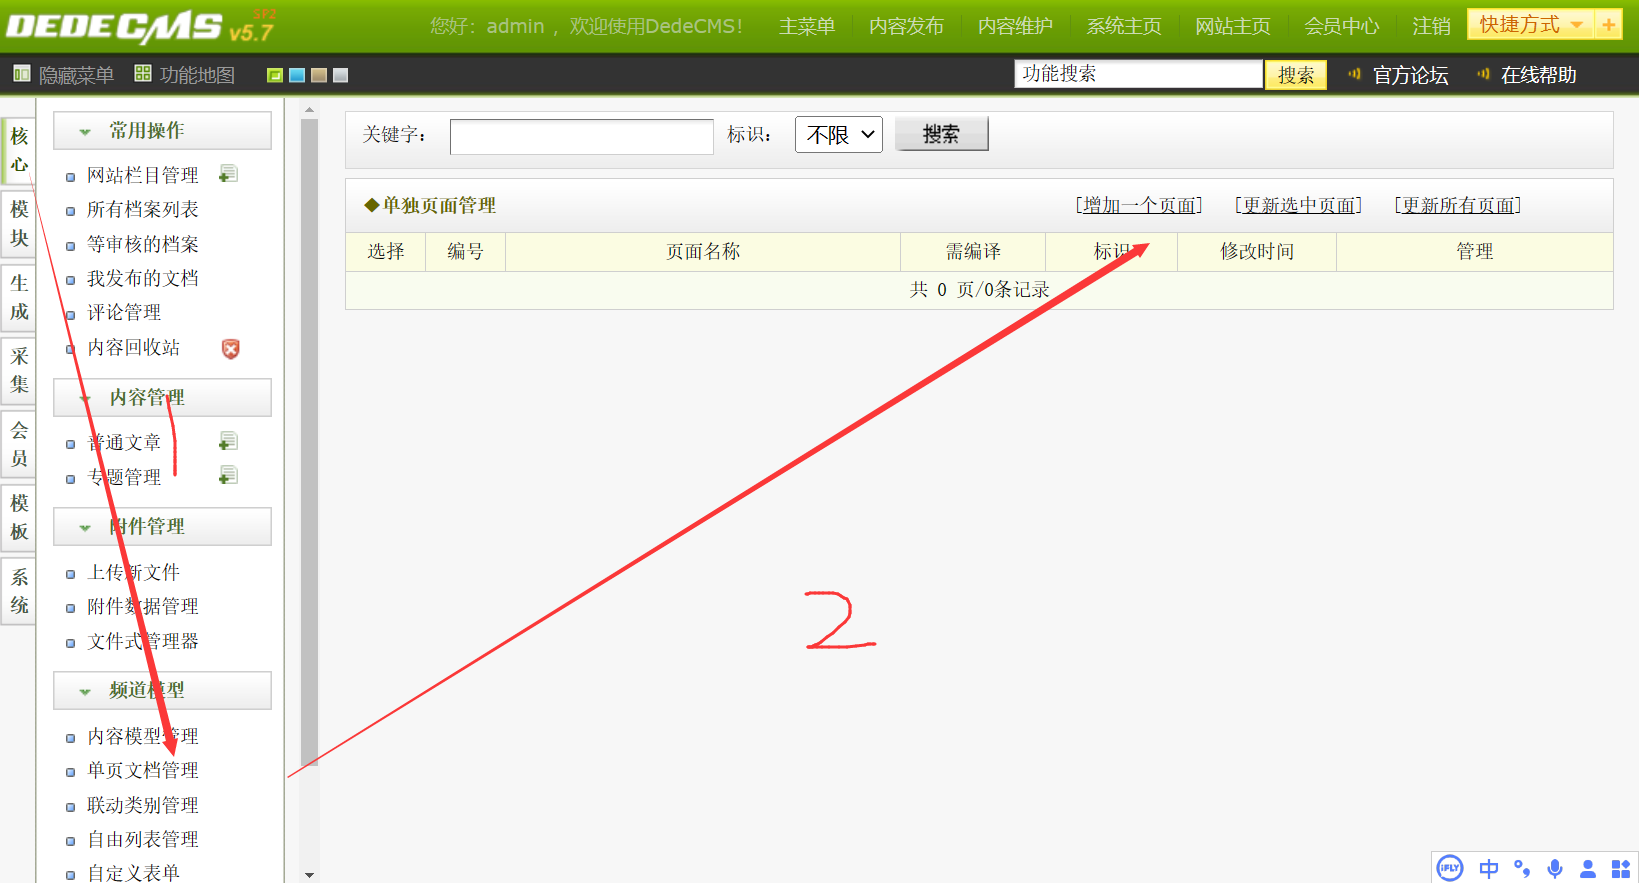 DEDECMS v5.7 SP2
您好：admin ，欢迎使用DedeCMS！ 主菜单 内容发布 内容维护 系统主页 网站主页 会员中心 注销 快捷方式
隐藏菜单 功能地图 功能搜索 搜索 官方论坛 在线帮助
核心
模块
生成
采集
会员
模板
系统
常用操作
网站栏目管理
所有档案列表
等审核的档案
我发布的文档
评论管理
内容回收站
内容管理
普通文章
专题管理
附件管理
上传新文件
附件数据管理
文件式管理器
频道模型
内容模型管理
单页文档管理
联动类别管理
自由列表管理
自定义表单
关键字： 标识： 不限 搜索
◆单独页面管理 [增加一个页面] [更新选中页面] [更新所有页面]
选择 编号 页面名称 需编译 标识 修改时间 管理
共 0 页/0条记录
1
2
iFLY 中